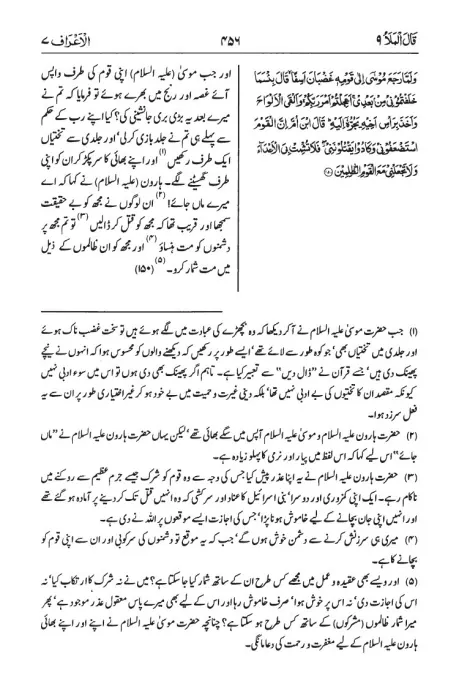 قال الملأ ٩
٤٥٦
الأعراف ٧
وَلَمَّا رَجَعَ مُوسَىٰ إِلَىٰ قَوْمِهِ غَضْبَانَ أَسِفًا قَالَ بِئْسَمَا
خَلَفْتُمُونِي مِنْ بَعْدِي أَعَجِلْتُمْ أَمْرَ رَبِّكُمْ وَأَلْقَى الْأَلْوَاحَ
وَأَخَذَ بِرَأْسِ أَخِيهِ يَجُرُّهُ إِلَيْهِ قَالَ ابْنَ أُمَّ إِنَّ الْقَوْمَ
اسْتَضْعَفُونِي وَكَادُوا يَقْتُلُونَنِي فَلَا تُشْمِتْ بِيَ الْأَعْدَاءَ
وَلَا تَجْعَلْنِي مَعَ الْقَوْمِ الظَّالِمِينَ
اور جب موسیٰ (علیہ السلام) اپنی قوم کی طرف واپس
آئے غصہ اور رنج میں بھرے ہوئے تو فرمایا کہ تم نے
میرے بعد یہ بڑی بری جانشینی کی؟ کیا اپنے رب کے حکم
سے پہلے ہی تم نے جلد بازی کرلی، اور جلدی سے تختیاں
ایک طرف رکھیں (۱) اور اپنے بھائی کا سر پکڑ کر ان کو اپنی
طرف گھسیٹنے لگے۔ ہارون (علیہ السلام) نے کہا کہ اے
میرے ماں جائے! (۲) ان لوگوں نے مجھ کو بے حقیقت
سمجھا اور قریب تھا کہ مجھ کو قتل کر ڈالیں (۳) تو تم مجھ پر
دشمنوں کو مت ہنساؤ (۴) اور مجھ کو ان ظالموں کے ذیل
میں مت شمار کرو۔ (۵) (۱۵۰)
(۱) جب حضرت موسیٰ علیہ السلام نے آکر دیکھا کہ وہ بچھڑے کی عبادت میں لگے ہوئے ہیں تو سخت غضب ناک ہوئے
اور جلدی میں تختیاں بھی، جو کوہ طور سے لائے تھے، ایسے طور پر رکھیں کہ دیکھنے والوں کو محسوس ہوا کہ انہوں نے نیچے
پھینک دی ہیں، جسے قرآن نے "ڈال دیں" سے تعبیر کیا ہے۔ تاہم اگر پھینک بھی دی ہوں تو اس میں سوء ادبی نہیں
کیونکہ مقصد ان کا تختیوں کی بے ادبی نہیں تھا، بلکہ دینی غیرت و حمیت میں بے خود ہو کر غیر اختیاری طور پر ان سے یہ
فعل سرزد ہوا۔
(۲) حضرت ہارون علیہ السلام و موسیٰ علیہ السلام آپس میں سگے بھائی تھے، لیکن یہاں حضرت ہارون علیہ السلام نے "ماں
جائے" اس لیے کہا کہ اس لفظ میں پیار اور نرمی کا پہلو زیادہ ہے۔
(۳) حضرت ہارون علیہ السلام نے یہ اپنا عذر پیش کیا جس کی وجہ سے وہ قوم کو شرک جیسے جرم عظیم سے روکنے میں
ناکام رہے۔ ایک اپنی کمزوری اور دوسرا، بنی اسرائیل کا عناد اور سرکشی کہ وہ انہیں قتل تک کر دینے پر آمادہ ہو گئے تھے
اور انہیں اپنی جان بچانے کے لیے خاموش ہونا پڑا، جس کی اجازت ایسے موقعوں پر اللہ نے دی ہے۔
(۴) میری ہی سرزنش کرنے سے دشمن خوش ہوں گے، جب کہ یہ موقع تو دشمنوں کی سرکوبی اور ان سے اپنی قوم کو
بچانے کا ہے۔
(۵) اور ویسے بھی عقیدہ و عمل میں مجھے کس طرح ان کے ساتھ شمار کیا جا سکتا ہے؟ میں نے نہ شرک کا ارتکاب کیا، نہ
اس کی اجازت دی، نہ اس پر خوش ہوا، صرف خاموش رہا اور اس کے لیے بھی میرے پاس معقول عذر موجود ہے، پھر
میرا شمار ظالموں (مشرکوں) کے ساتھ کس طرح ہو سکتا ہے؟ چنانچہ حضرت موسیٰ علیہ السلام نے اپنے اور اپنے بھائی
ہارون علیہ السلام کے لیے مغفرت و رحمت کی دعا مانگی۔